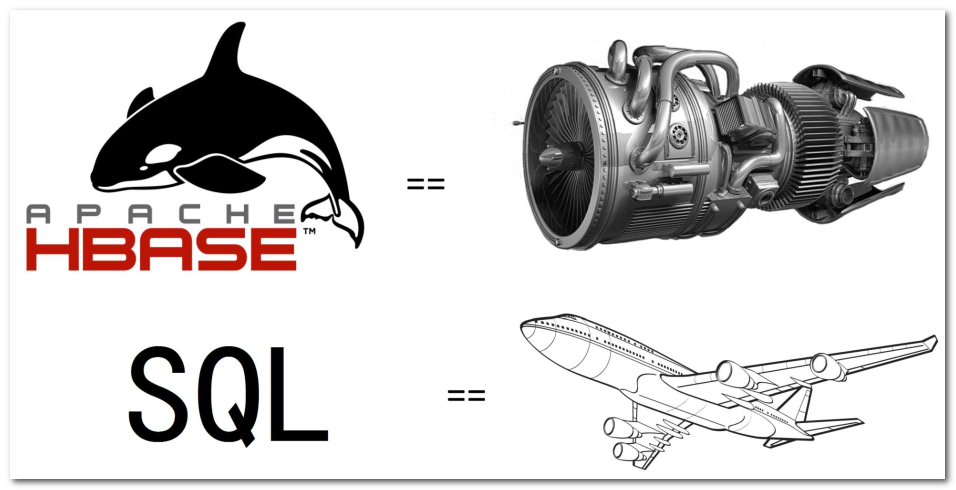 APACHE
HBASE™
==
SQL
==